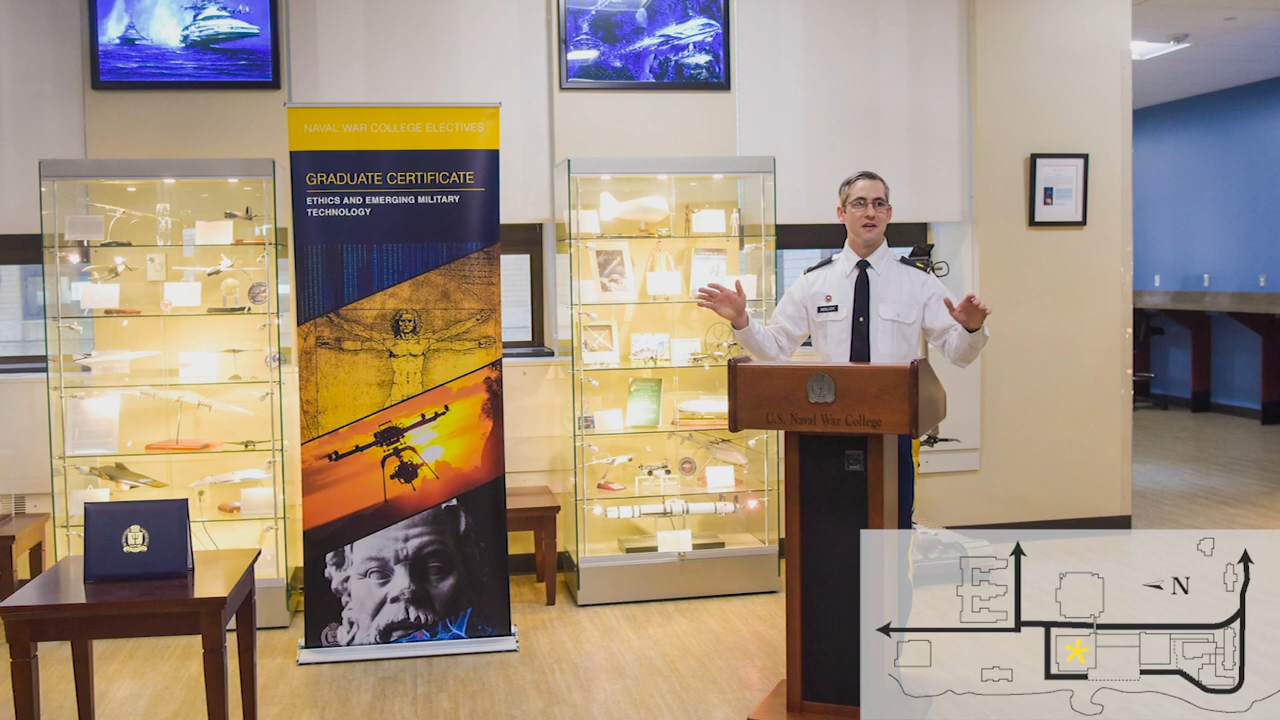 NAVAL WAR COLLEGE ELECTIVES
GRADUATE CERTIFICATE
ETHICS AND EMERGING MILITARY
TECHNOLOGY
U.S. Naval War College
N